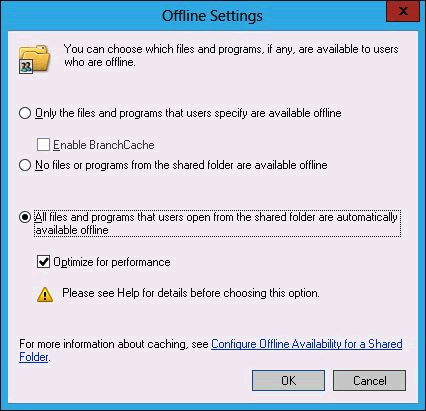 Offline Settings
x
You can choose which files and programs, if any, are available to users
who are offline.
Only the files and programs that users specify are available offline
Enable BranchCache
No files or programs from the shared folder are available offline
All files and programs that users open from the shared folder are automatically
available offline
Optimize for performance
Please see Help for details before choosing this option.
For more information about caching, see Configure Offline Availability for a Shared
Folder.
OK
Cancel